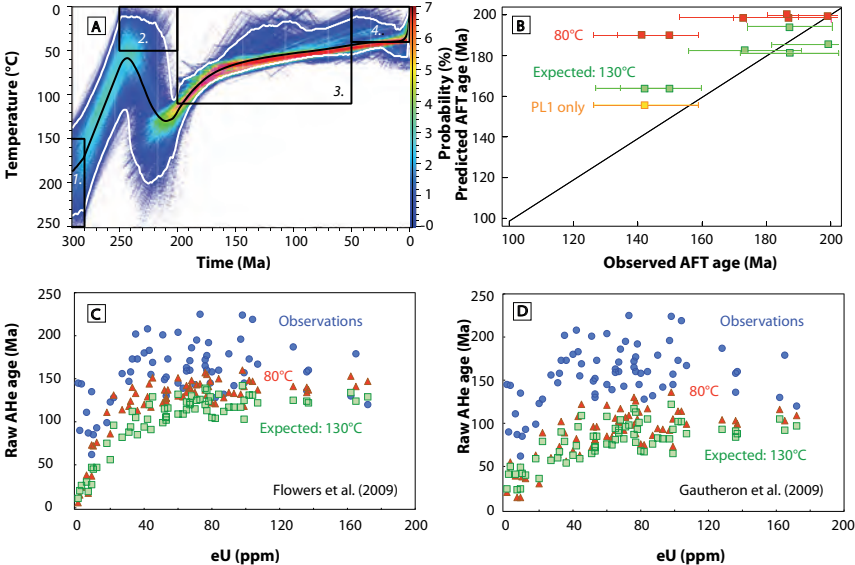 A
1.
2.
3.
4.
Temperature (°C)
0
50
100
150
200
250
300
250
200
150
100
50
0
Time (Ma)
Probability (%)
7
6
5
4
3
2
1
0
B
80°C
Expected: 130°C
PL1 only
Predicted AFT age (Ma)
200
180
160
140
120
100
100
120
140
160
180
200
Observed AFT age (Ma)
C
Observations
80°C
Expected: 130°C
Flowers et al. (2009)
Raw AHe age (Ma)
250
200
150
100
50
0
0
40
80
120
160
200
eU (ppm)
D
Observations
80°C
Expected: 130°C
Gautheron et al. (2009)
Raw AHe age (Ma)
250
200
150
100
50
0
0
40
80
120
160
200
eU (ppm)